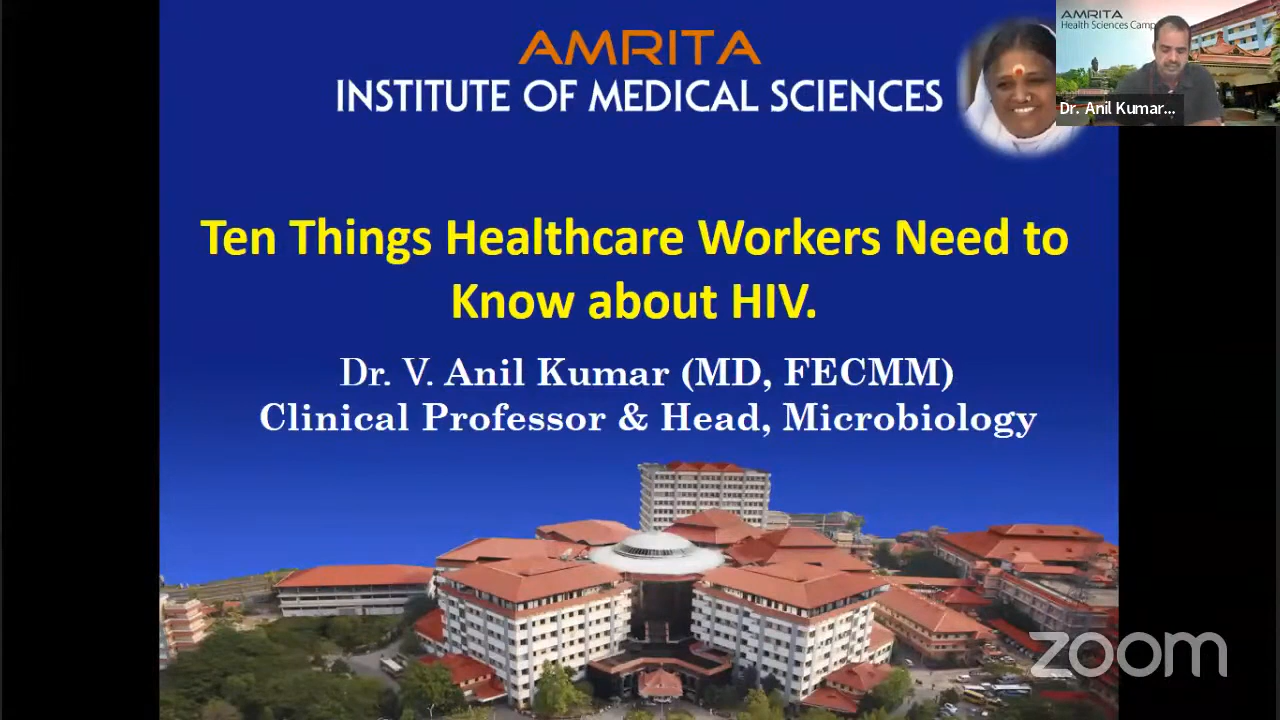 AMRITA
INSTITUTE OF MEDICAL SCIENCES
AMRITA
Health Sciences Camp
Dr. Anil Kumar...
Ten Things Healthcare Workers Need to
Know about HIV.
Dr. V. Anil Kumar (MD, FECMM)
Clinical Professor & Head, Microbiology
zoom